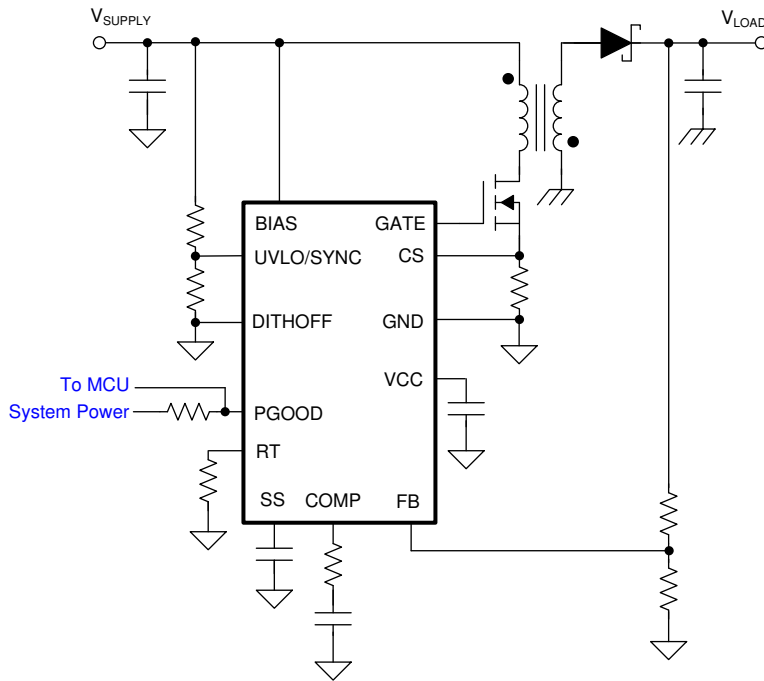 VSUPPLY
VLOAD
BIAS
GATE
UVLO/SYNC
CS
DITHOFF
GND
VCC
To MCU
System Power
PGOOD
RT
SS
COMP
FB